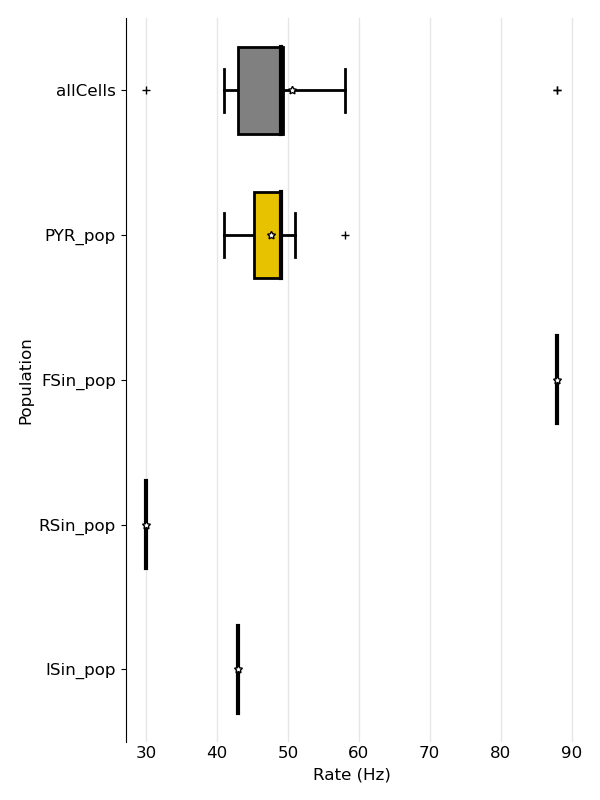 allCells
PYR_pop
FSin_pop
RSin_pop
ISin_pop
Population
30 40 50 60 70 80 90
Rate (Hz)